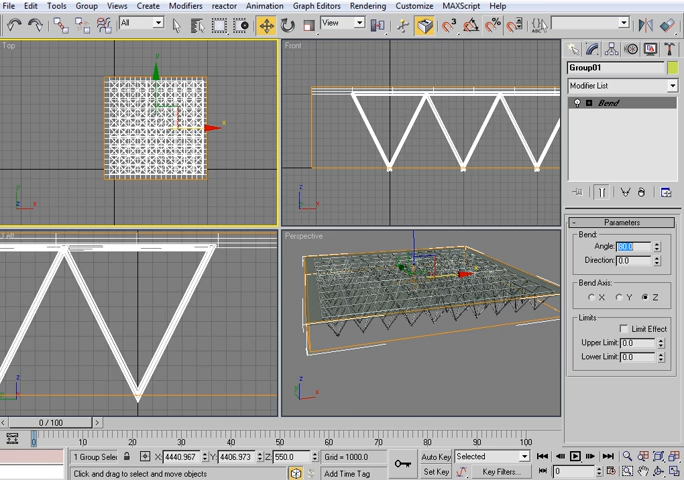 File Edit Tools Group Views Create Modifiers reactor Animation Graph Editors Rendering Customize MAXScript Help
All View
Top Front Group01
Modifier List
Bend
z y x z x
Left Perspective
Parameters
Bend:
Angle: 80.0
Direction: 0.0
Bend Axis:
X Y Z
Limits
Limit Effect
Upper Limit: 0.0
Lower Limit: 0.0
0 / 100
0 10 20 30 40 50 60 70 80 90 100
1 Group Selec X: 4440.967 Y: 4406.973 Z: 550.0 Grid = 1000.0 Auto Key Selected
Click and drag to select and move objects Add Time Tag Set Key Key Filters... 0